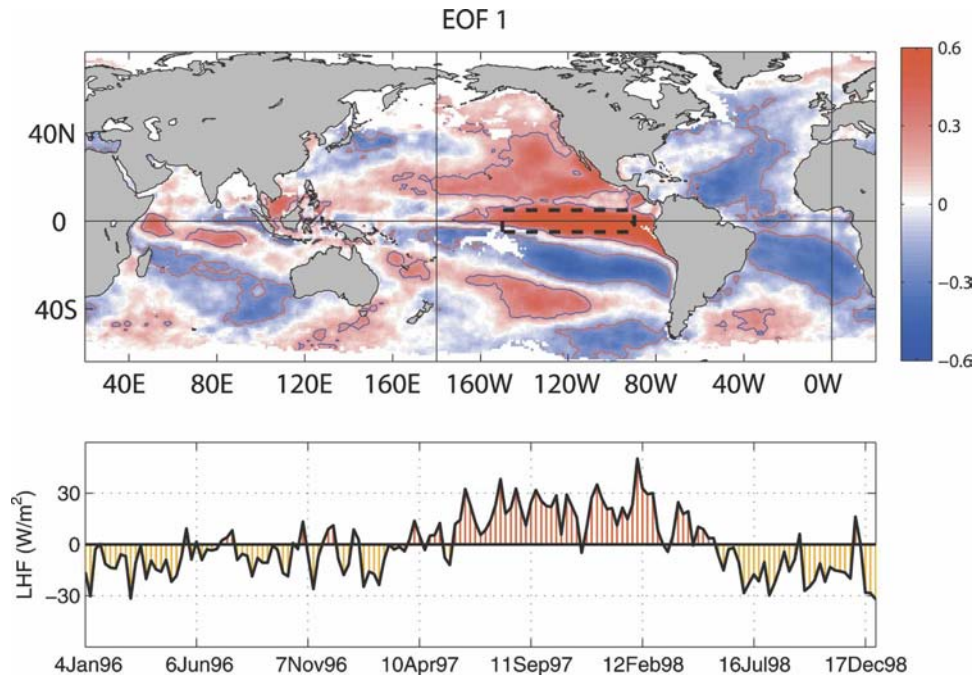 EOF 1
0.6
0.3
0
−0.3
−0.6
40N
0
40S
40E 80E 120E 160E 160W 120W 80W 40W 0W
LHF (W/m²)
30
0
−30
4Jan96 6Jun96 7Nov96 10Apr97 11Sep97 12Feb98 16Jul98 17Dec98